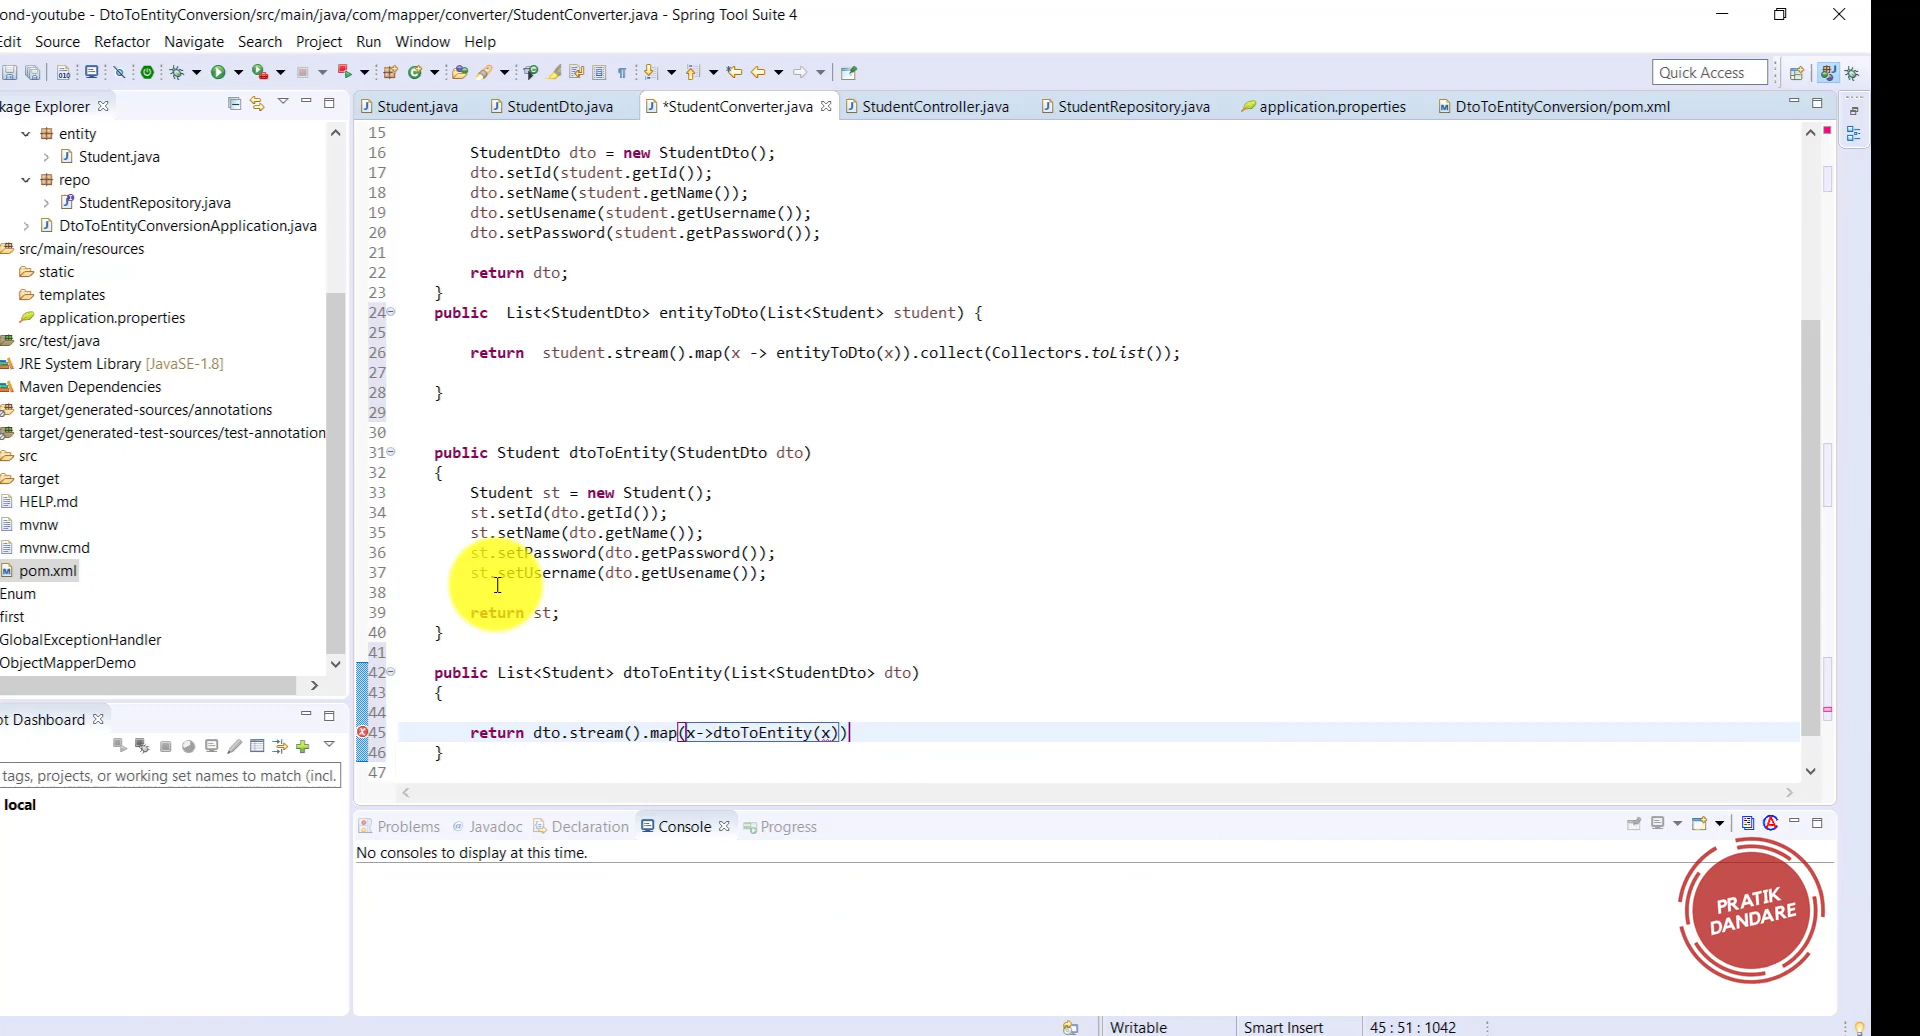 ond-youtube - DtoToEntityConversion/src/main/java/com/mapper/converter/StudentConverter.java - Spring Tool Suite 4
Edit Source Refactor Navigate Search Project Run Window Help
Quick Access
kage Explorer
Student.java StudentDto.java *StudentConverter.java StudentController.java StudentRepository.java application.properties DtoToEntityConversion/pom.xml
entity
Student.java
repo
StudentRepository.java
DtoToEntityConversionApplication.java
src/main/resources
static
templates
application.properties
src/test/java
JRE System Library [JavaSE-1.8]
Maven Dependencies
target/generated-sources/annotations
target/generated-test-sources/test-annotation
src
target
HELP.md
mvnw
mvnw.cmd
pom.xml
Enum
first
GlobalExceptionHandler
ObjectMapperDemo
ot Dashboard
tags, projects, or working set names to match (incl.
local
15
16 StudentDto dto = new StudentDto();
17 dto.setId(student.getId());
18 dto.setName(student.getName());
19 dto.setUsename(student.getUsername());
20 dto.setPassword(student.getPassword());
21
22 return dto;
23 }
24 public List<StudentDto> entityToDto(List<Student> student) {
25
26 return student.stream().map(x -> entityToDto(x)).collect(Collectors.toList());
27
28 }
29
30
31 public Student dtoToEntity(StudentDto dto)
32 {
33 Student st = new Student();
34 st.setId(dto.getId());
35 st.setName(dto.getName());
36 st.setPassword(dto.getPassword());
37 st.setUsername(dto.getUsename());
38
39 return st;
40 }
41
42 public List<Student> dtoToEntity(List<StudentDto> dto)
43 {
44
45 return dto.stream().map(x->dtoToEntity(x))
46 }
47
Problems Javadoc Declaration Console Progress
No consoles to display at this time.
PRATIK
DANDARE
Writable Smart Insert 45 : 51 : 1042